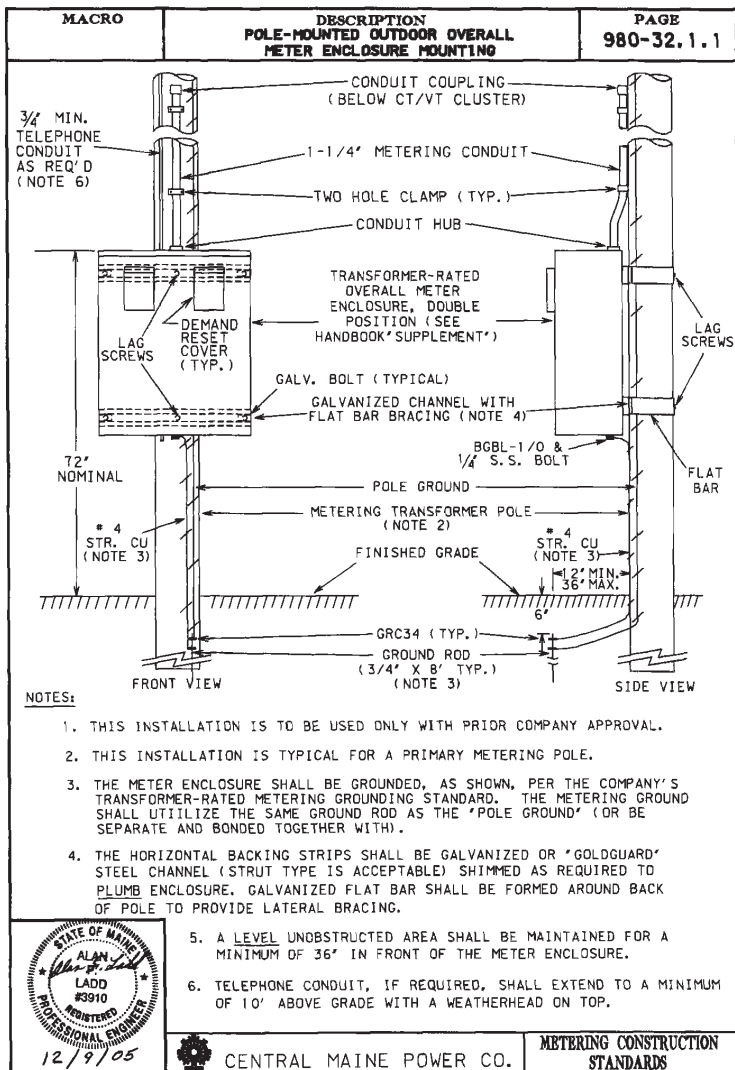 MACRO
DESCRIPTION
POLE-MOUNTED OUTDOOR OVERALL
METER ENCLOSURE MOUNTING
PAGE
980-32.1.1
CONDUIT COUPLING
(BELOW CT/VT CLUSTER)
3/4" MIN.
TELEPHONE
CONDUIT
AS REQ'D
(NOTE 6)
1-1/4" METERING CONDUIT
TWO HOLE CLAMP (TYP.)
CONDUIT HUB
TRANSFORMER-RATED
OVERALL METER
ENCLOSURE, DOUBLE
POSITION (SEE
HANDBOOK"SUPPLEMENT")
DEMAND
RESET
COVER
(TYP.)
LAG
SCREWS
LAG
SCREWS
GALV. BOLT (TYPICAL)
GALVANIZED CHANNEL WITH
FLAT BAR BRACING (NOTE 4)
BGBL-1/0 &
1/4" S.S. BOLT
FLAT
BAR
72"
NOMINAL
POLE GROUND
METERING TRANSFORMER POLE
(NOTE 2)
# 4
STR. CU
(NOTE 3)
# 4
STR. CU
(NOTE 3)
FINISHED GRADE
12" MIN.
36" MAX.
6"
GRC34 (TYP.)
GROUND ROD
(3/4" X 8' TYP.)
(NOTE 3)
FRONT VIEW
SIDE VIEW
NOTES:
1. THIS INSTALLATION IS TO BE USED ONLY WITH PRIOR COMPANY APPROVAL.
2. THIS INSTALLATION IS TYPICAL FOR A PRIMARY METERING POLE.
3. THE METER ENCLOSURE SHALL BE GROUNDED, AS SHOWN, PER THE COMPANY'S
TRANSFORMER-RATED METERING GROUNDING STANDARD. THE METERING GROUND
SHALL UTIILIZE THE SAME GROUND ROD AS THE "POLE GROUND" (OR BE
SEPARATE AND BONDED TOGETHER WITH).
4. THE HORIZONTAL BACKING STRIPS SHALL BE GALVANIZED OR "GOLDGUARD"
STEEL CHANNEL (STRUT TYPE IS ACCEPTABLE) SHIMMED AS REQUIRED TO
PLUMB ENCLOSURE. GALVANIZED FLAT BAR SHALL BE FORMED AROUND BACK
OF POLE TO PROVIDE LATERAL BRACING.
5. A LEVEL UNOBSTRUCTED AREA SHALL BE MAINTAINED FOR A
MINIMUM OF 36" IN FRONT OF THE METER ENCLOSURE.
6. TELEPHONE CONDUIT, IF REQUIRED, SHALL EXTEND TO A MINIMUM
OF 10' ABOVE GRADE WITH A WEATHERHEAD ON TOP.
STATE OF MAINE
ALAN
Alan F. Ladd
LADD
#3910
REGISTERED
PROFESSIONAL ENGINEER
12/9/05
CENTRAL MAINE POWER CO.
METERING CONSTRUCTION
STANDARDS